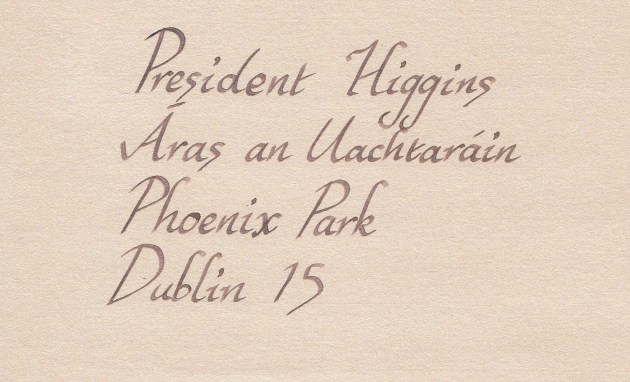 President Higgins
Áras an Uachtaráin
Phoenix Park
Dublin 15